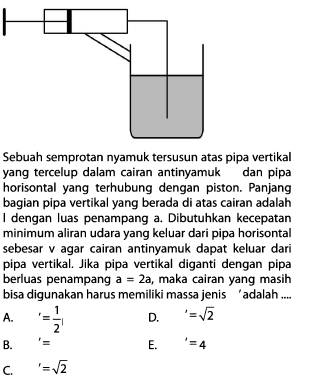 Sebuah semprotan nyamuk tersusun atas pipa vertikal
yang tercelup dalam cairan antinyamuk dan pipa
horisontal yang terhubung dengan piston. Panjang
bagian pipa vertikal yang berada di atas cairan adalah
l dengan luas penampang a. Dibutuhkan kecepatan
minimum aliran udara yang keluar dari pipa horisontal
sebesar v agar cairan antinyamuk dapat keluar dari
pipa vertikal. Jika pipa vertikal diganti dengan pipa
berluas penampang a = 2a, maka cairan yang masih
bisa digunakan harus memiliki massa jenis ' adalah ....
A. ' = 1/2
B. ' =
C. ' = √2
D. ' = √2
E. ' = 4